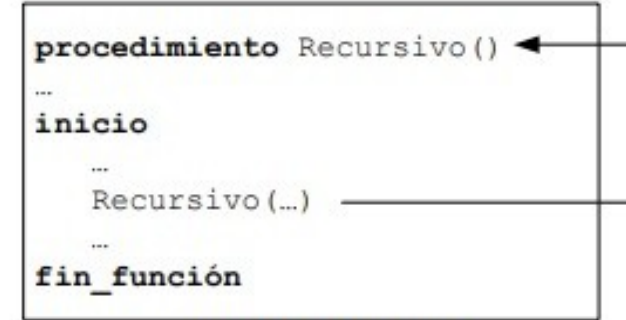 procedimiento Recursivo()
…
inicio
…
Recursivo(…)
…
fin_función